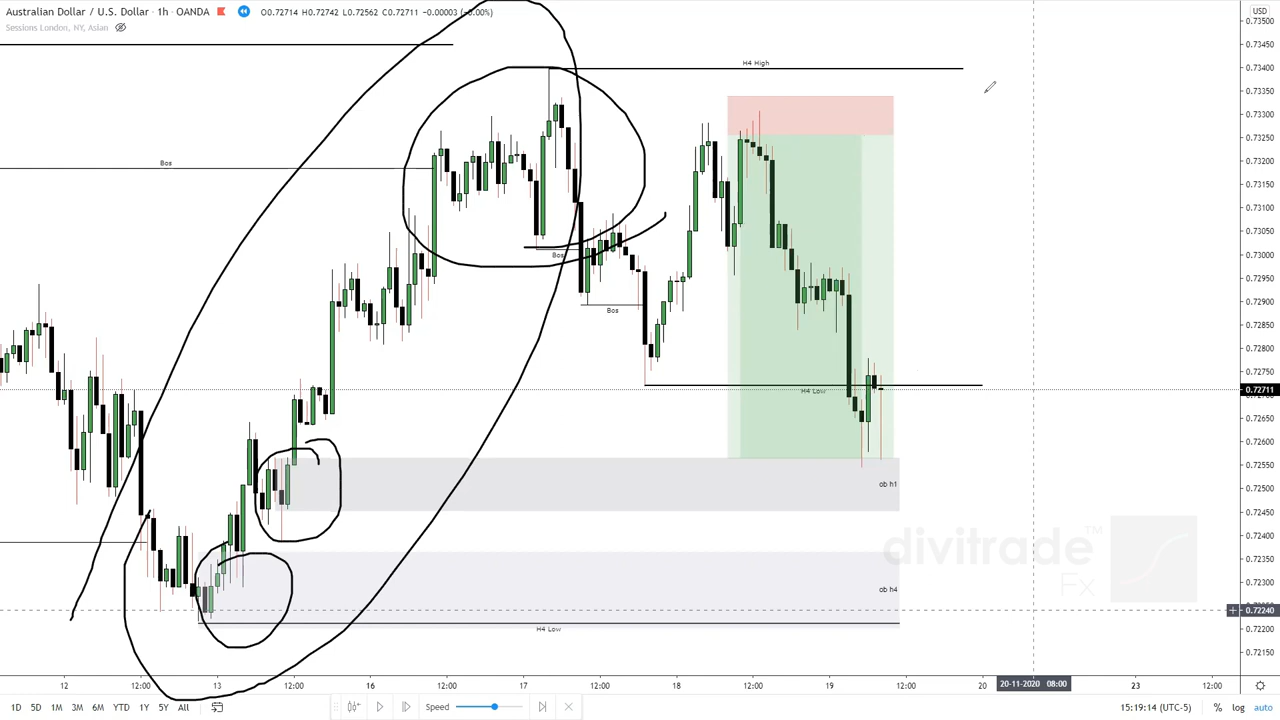 Australian Dollar / U.S. Dollar · 1h · OANDA O0.72714 H0.72742 L0.72562 C0.72711 −0.00003 (−0.00%)
Sessions London, NY, Asian
USD
0.73500
0.73450
0.73400
0.73350
0.73300
0.73250
0.73200
0.73150
0.73100
0.73050
0.73000
0.72950
0.72900
0.72850
0.72800
0.72750
0.72711
0.72650
0.72600
0.72550
0.72500
0.72450
0.72400
0.72350
0.72300
0.72240
0.72200
0.72150
H4 High
Bos
Bos
Bos
H4 Low
ob h1
divitrade™
Fx
ob h4
H4 Low
12 12:00 13 12:00 16 12:00 17 12:00 18 12:00 19 12:00 20 20-11-2020 08:00 23 12:00
1D 5D 1M 3M 6M YTD 1Y 5Y All Speed 15:19:14 (UTC-5) % log auto